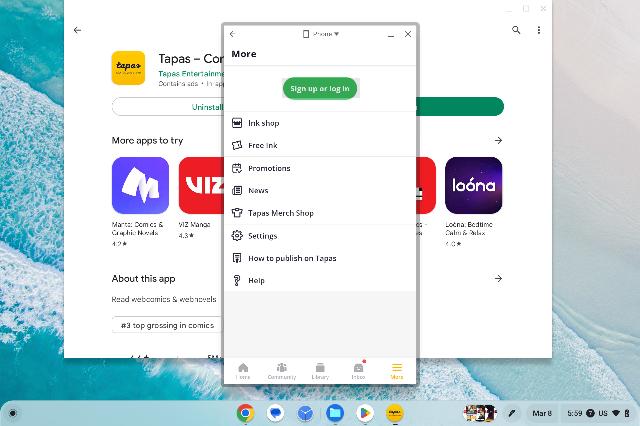 Phone
tapas
Tapas – Co
Tapas Entertainme
Contains ads • In-app
Uninstall
More
Sign up or log in
Ink shop
Free Ink
Promotions
News
Tapas Merch Shop
Settings
How to publish on Tapas
Help
Home
Community
Library
Inbox
More
More apps to try
VIZ
loóna
Manta: Comics &
Graphic Novels
4.2★
VIZ Manga
4.3★
Loóna: Bedtime
Calm & Relax
4.0★
About this app
Read webcomics & webnovels
#3 top grossing in comics
tapas
Mar 8
5:59
US